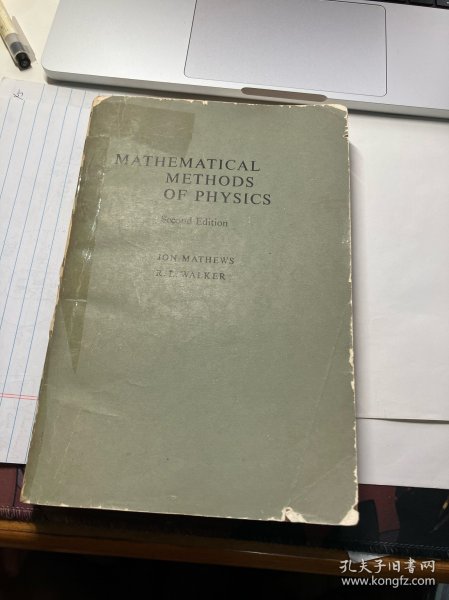 MATHEMATICAL
METHODS
OF PHYSICS
Second Edition
JON MATHEWS
R. L. WALKER
孔夫子旧书网
www.kongfz.com